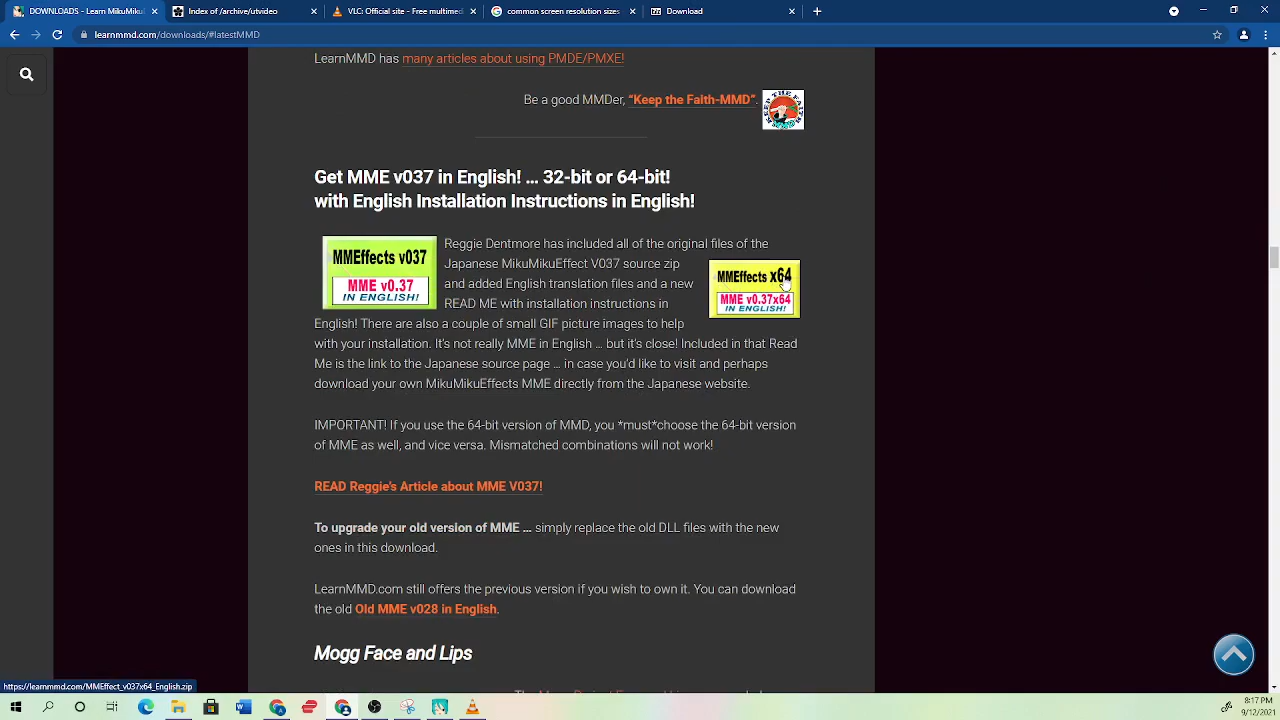 DOWNLOADS - LearnMMD: MikuMiku
Index of /archive/utvideo
VLC: Official site - Free multimed
common screen resolution sizes
Download
learnmmd.com/downloads/#latestMMD
LearnMMD has many articles about using PMDE/PMXE!
Be a good MMDer, “Keep the Faith-MMD”.
KEEP THE FAITH
Get MME v037 in English! ... 32-bit or 64-bit!
with English Installation Instructions in English!
MMEffects v037
MME v0.37
IN ENGLISH!
Reggie Dentmore has included all of the original files of the
Japanese MikuMikuEffect V037 source zip
and added English translation files and a new
READ ME with installation instructions in
MMEffects x64
MME v0.37x64
IN ENGLISH!
English! There are also a couple of small GIF picture images to help
with your installation. It's not really MME in English ... but it's close! Included in that Read
Me is the link to the Japanese source page ... in case you'd like to visit and perhaps
download your own MikuMikuEffects MME directly from the Japanese website.
IMPORTANT! If you use the 64-bit version of MMD, you *must*choose the 64-bit version
of MME as well, and vice versa. Mismatched combinations will not work!
READ Reggie's Article about MME V037!
To upgrade your old version of MME ... simply replace the old DLL files with the new
ones in this download.
LearnMMD.com still offers the previous version if you wish to own it. You can download
the old Old MME v028 in English.
Mogg Face and Lips
https://learnmmd.com/MMEffect_v037x64_English.zip
8:17 PM
9/12/2021